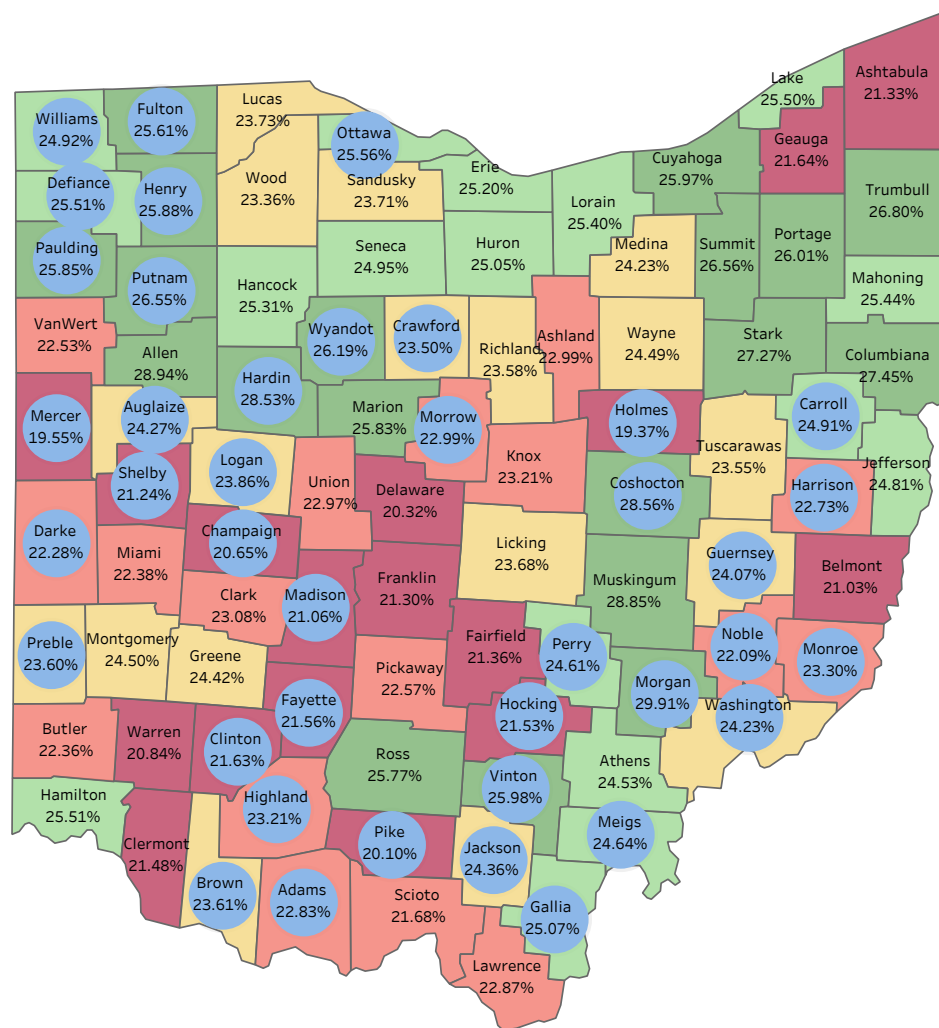 Lake
25.50%
Ashtabula
21.33%
Lucas
23.73%
Fulton
25.61%
Williams
24.92%
Ottawa
25.56%
Geauga
21.64%
Cuyahoga
25.97%
Erie
25.20%
Defiance
25.51%
Henry
25.88%
Wood
23.36%
Sandusky
23.71%
Lorain
25.40%
Trumbull
26.80%
Paulding
25.85%
Seneca
24.95%
Huron
25.05%
Medina
24.23%
Summit
26.56%
Portage
26.01%
Putnam
26.55%
Hancock
25.31%
Mahoning
25.44%
VanWert
22.53%
Wyandot
26.19%
Crawford
23.50%
Richland
23.58%
Ashland
22.99%
Wayne
24.49%
Stark
27.27%
Allen
28.94%
Columbiana
27.45%
Hardin
28.53%
Mercer
19.55%
Auglaize
24.27%
Marion
25.83%
Morrow
22.99%
Holmes
19.37%
Carroll
24.91%
Tuscarawas
23.55%
Logan
23.86%
Shelby
21.24%
Union
22.97%
Knox
23.21%
Jefferson
24.81%
Delaware
20.32%
Coshocton
28.56%
Harrison
22.73%
Darke
22.28%
Champaign
20.65%
Miami
22.38%
Licking
23.68%
Guernsey
24.07%
Belmont
21.03%
Clark
23.08%
Madison
21.06%
Franklin
21.30%
Muskingum
28.85%
Preble
23.60%
Montgomery
24.50%
Greene
24.42%
Fairfield
21.36%
Perry
24.61%
Noble
22.09%
Monroe
23.30%
Pickaway
22.57%
Morgan
29.91%
Fayette
21.56%
Hocking
21.53%
Washington
24.23%
Butler
22.36%
Warren
20.84%
Clinton
21.63%
Ross
25.77%
Athens
24.53%
Vinton
25.98%
Hamilton
25.51%
Highland
23.21%
Meigs
24.64%
Pike
20.10%
Clermont
21.48%
Jackson
24.36%
Brown
23.61%
Adams
22.83%
Scioto
21.68%
Gallia
25.07%
Lawrence
22.87%